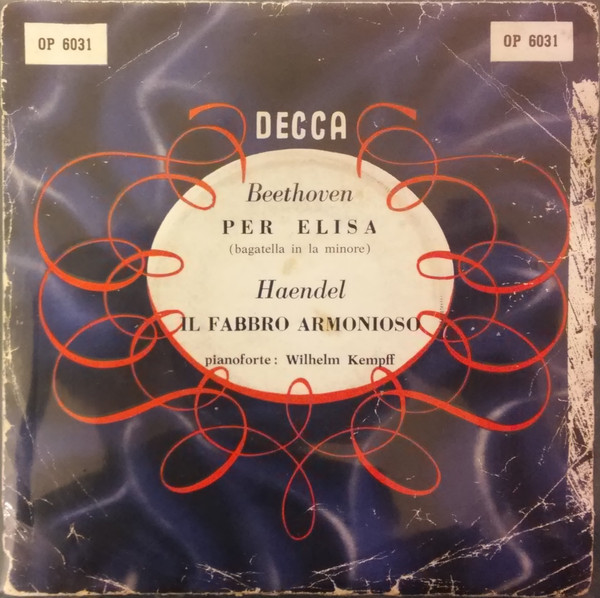 OP 6031
OP 6031
DECCA
Beethoven
PER ELISA
(bagatella in la minore)
Haendel
IL FABBRO ARMONIOSO
pianoforte: Wilhelm Kempff